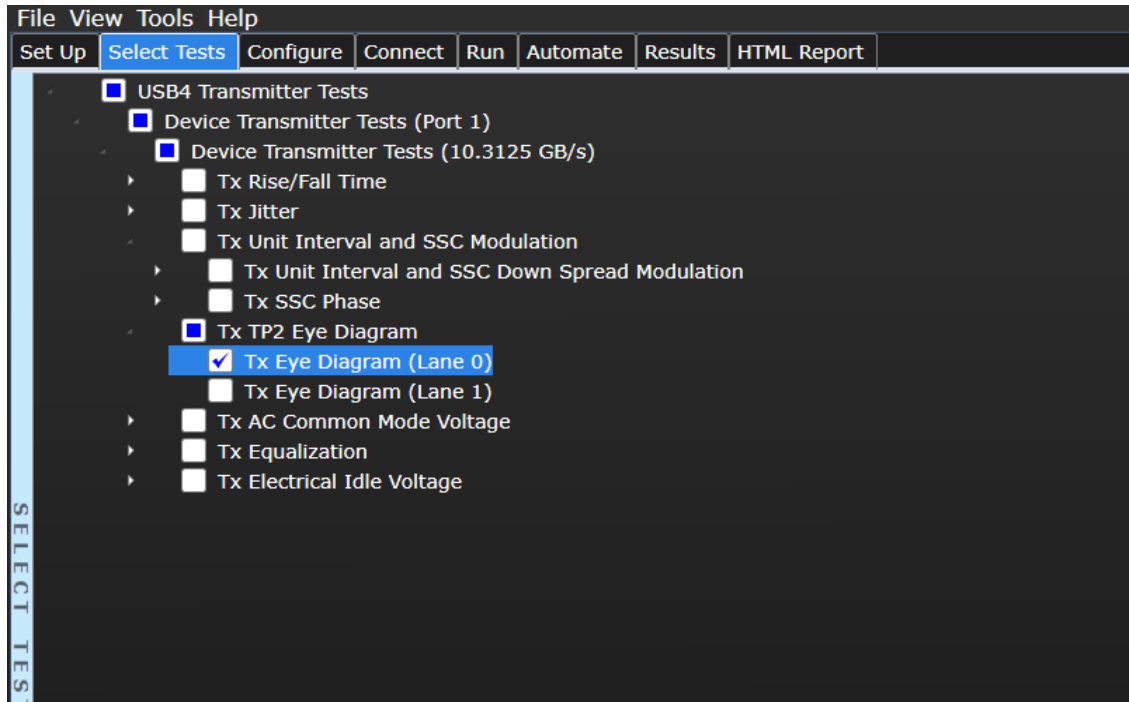 File View Tools Help
Set Up Select Tests Configure Connect Run Automate Results HTML Report
USB4 Transmitter Tests
Device Transmitter Tests (Port 1)
Device Transmitter Tests (10.3125 GB/s)
Tx Rise/Fall Time
Tx Jitter
Tx Unit Interval and SSC Modulation
Tx Unit Interval and SSC Down Spread Modulation
Tx SSC Phase
Tx TP2 Eye Diagram
Tx Eye Diagram (Lane 0)
Tx Eye Diagram (Lane 1)
Tx AC Common Mode Voltage
Tx Equalization
Tx Electrical Idle Voltage
SELECT TES